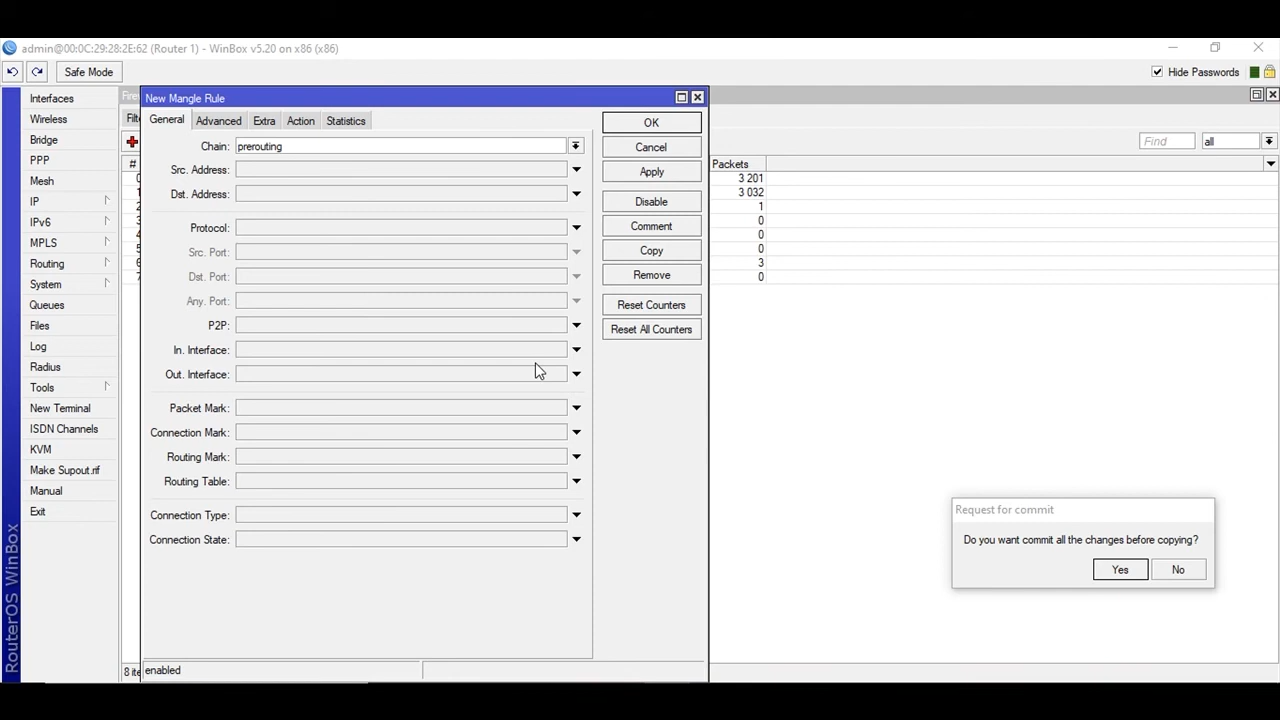 admin@00:0C:29:28:2E:62 (Router 1) - WinBox v5.20 on x86 (x86)
Safe Mode
Hide Passwords
Interfaces
Wireless
Bridge
PPP
Mesh
IP
IPv6
MPLS
Routing
System
Queues
Files
Log
Radius
Tools
New Terminal
ISDN Channels
KVM
Make Supout.rif
Manual
Exit
RouterOS WinBox
New Mangle Rule
General Advanced Extra Action Statistics
Chain: prerouting
Src. Address:
Dst. Address:
Protocol:
Src. Port:
Dst. Port:
Any. Port:
P2P:
In. Interface:
Out. Interface:
Packet Mark:
Connection Mark:
Routing Mark:
Routing Table:
Connection Type:
Connection State:
enabled
OK
Cancel
Apply
Disable
Comment
Copy
Remove
Reset Counters
Reset All Counters
Find all
#
Packets
3 201
3 032
1
0
0
0
3
0
Request for commit
Do you want commit all the changes before copying?
Yes No